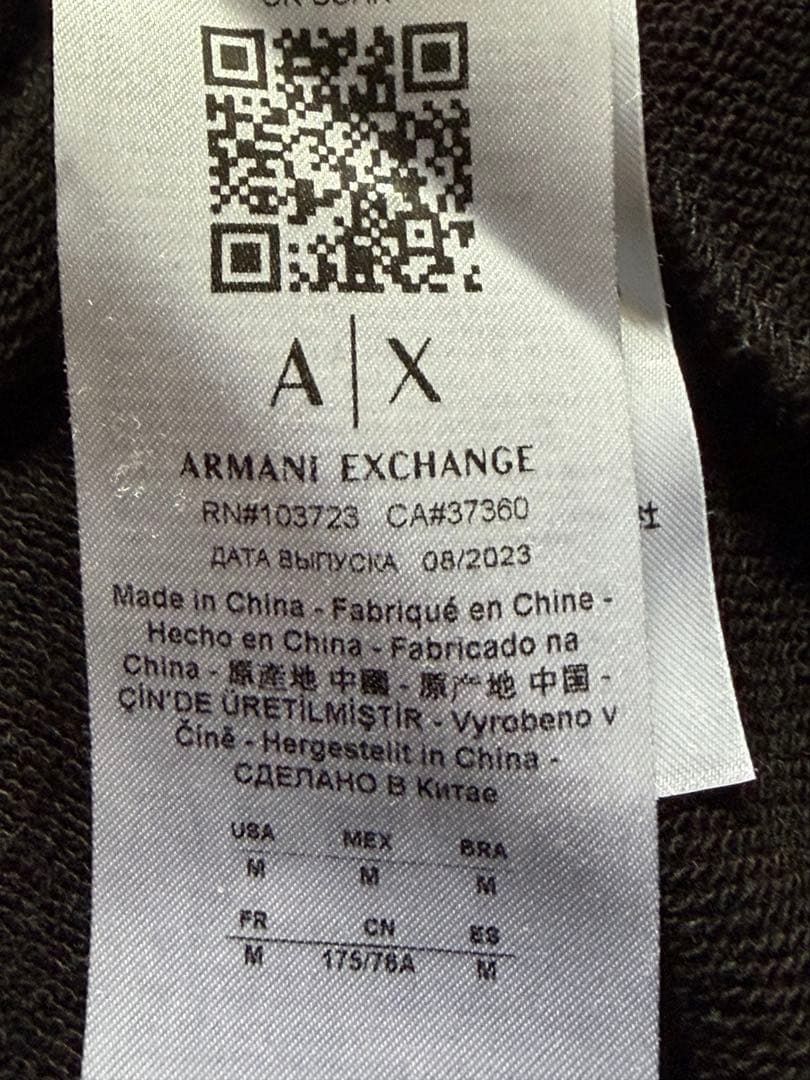 A|X
ARMANI EXCHANGE
RN#103723 CA#37360
ДАТА ВЫПУСКА 08/2023
Made in China - Fabriqué en Chine -
Hecho en China - Fabricado na
China - 原產地 中國 - 原产地 中国 -
ÇİN'DE ÜRETİLMİŞTİR - Vyrobeno v
Číně - Hergestellt in China -
СДЕЛАНО В Китае
USA MEX BRA
M M M
FR CN ES
M 175/76A M
社